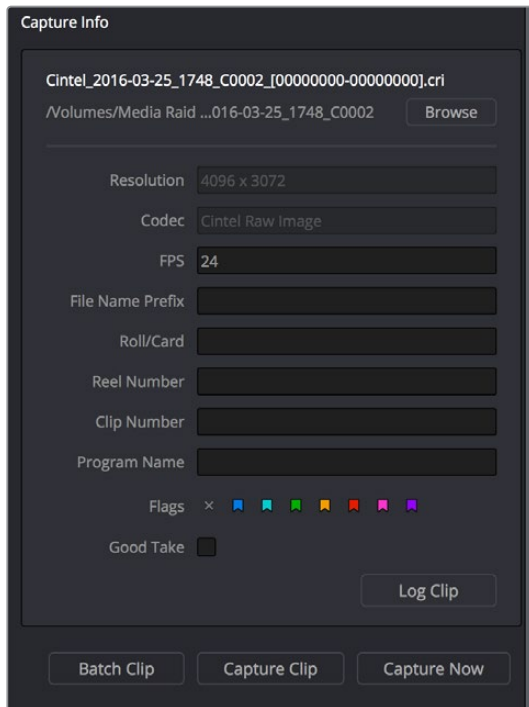 Capture Info
Cintel_2016-03-25_1748_C0002_[00000000-00000000].cri
/Volumes/Media Raid ...016-03-25_1748_C0002 Browse
Resolution 4096 x 3072
Codec Cintel Raw Image
FPS 24
File Name Prefix
Roll/Card
Reel Number
Clip Number
Program Name
Flags ×
Good Take
Log Clip
Batch Clip Capture Clip Capture Now